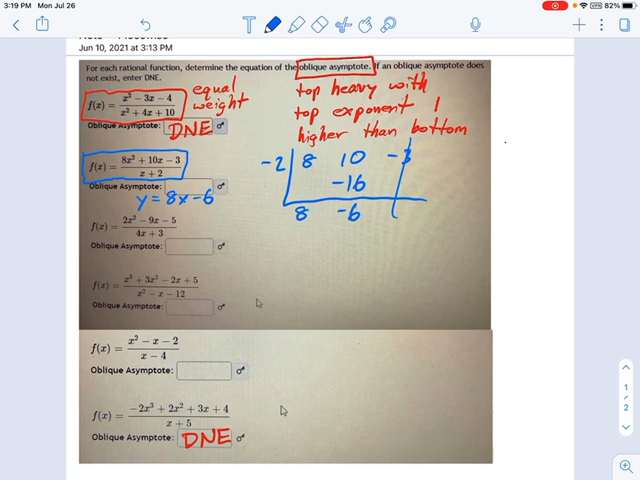 3:19 PM Mon Jul 26
82%
Jun 10, 2021 at 3:13 PM
For each rational function, determine the equation of the oblique asymptote. If an oblique asymptote does
not exist, enter DNE.
f(x) = x² − 3x − 4 / x² + 4x + 10
equal weight
Oblique Asymptote: DNE
top heavy with
top exponent 1
higher than bottom
f(x) = 8x² + 10x − 3 / x + 2
Oblique Asymptote:
y = 8x − 6
-2 | 8 10 -3
-16
8 -6
f(x) = 2x² − 9x − 5 / 4x + 3
Oblique Asymptote:
f(x) = x³ + 3x² − 2x + 5 / x² − x − 12
Oblique Asymptote:
f(x) = x² − x − 2 / x − 4
Oblique Asymptote:
f(x) = −2x³ + 2x² + 3x + 4 / x + 5
Oblique Asymptote: DNE
1
2